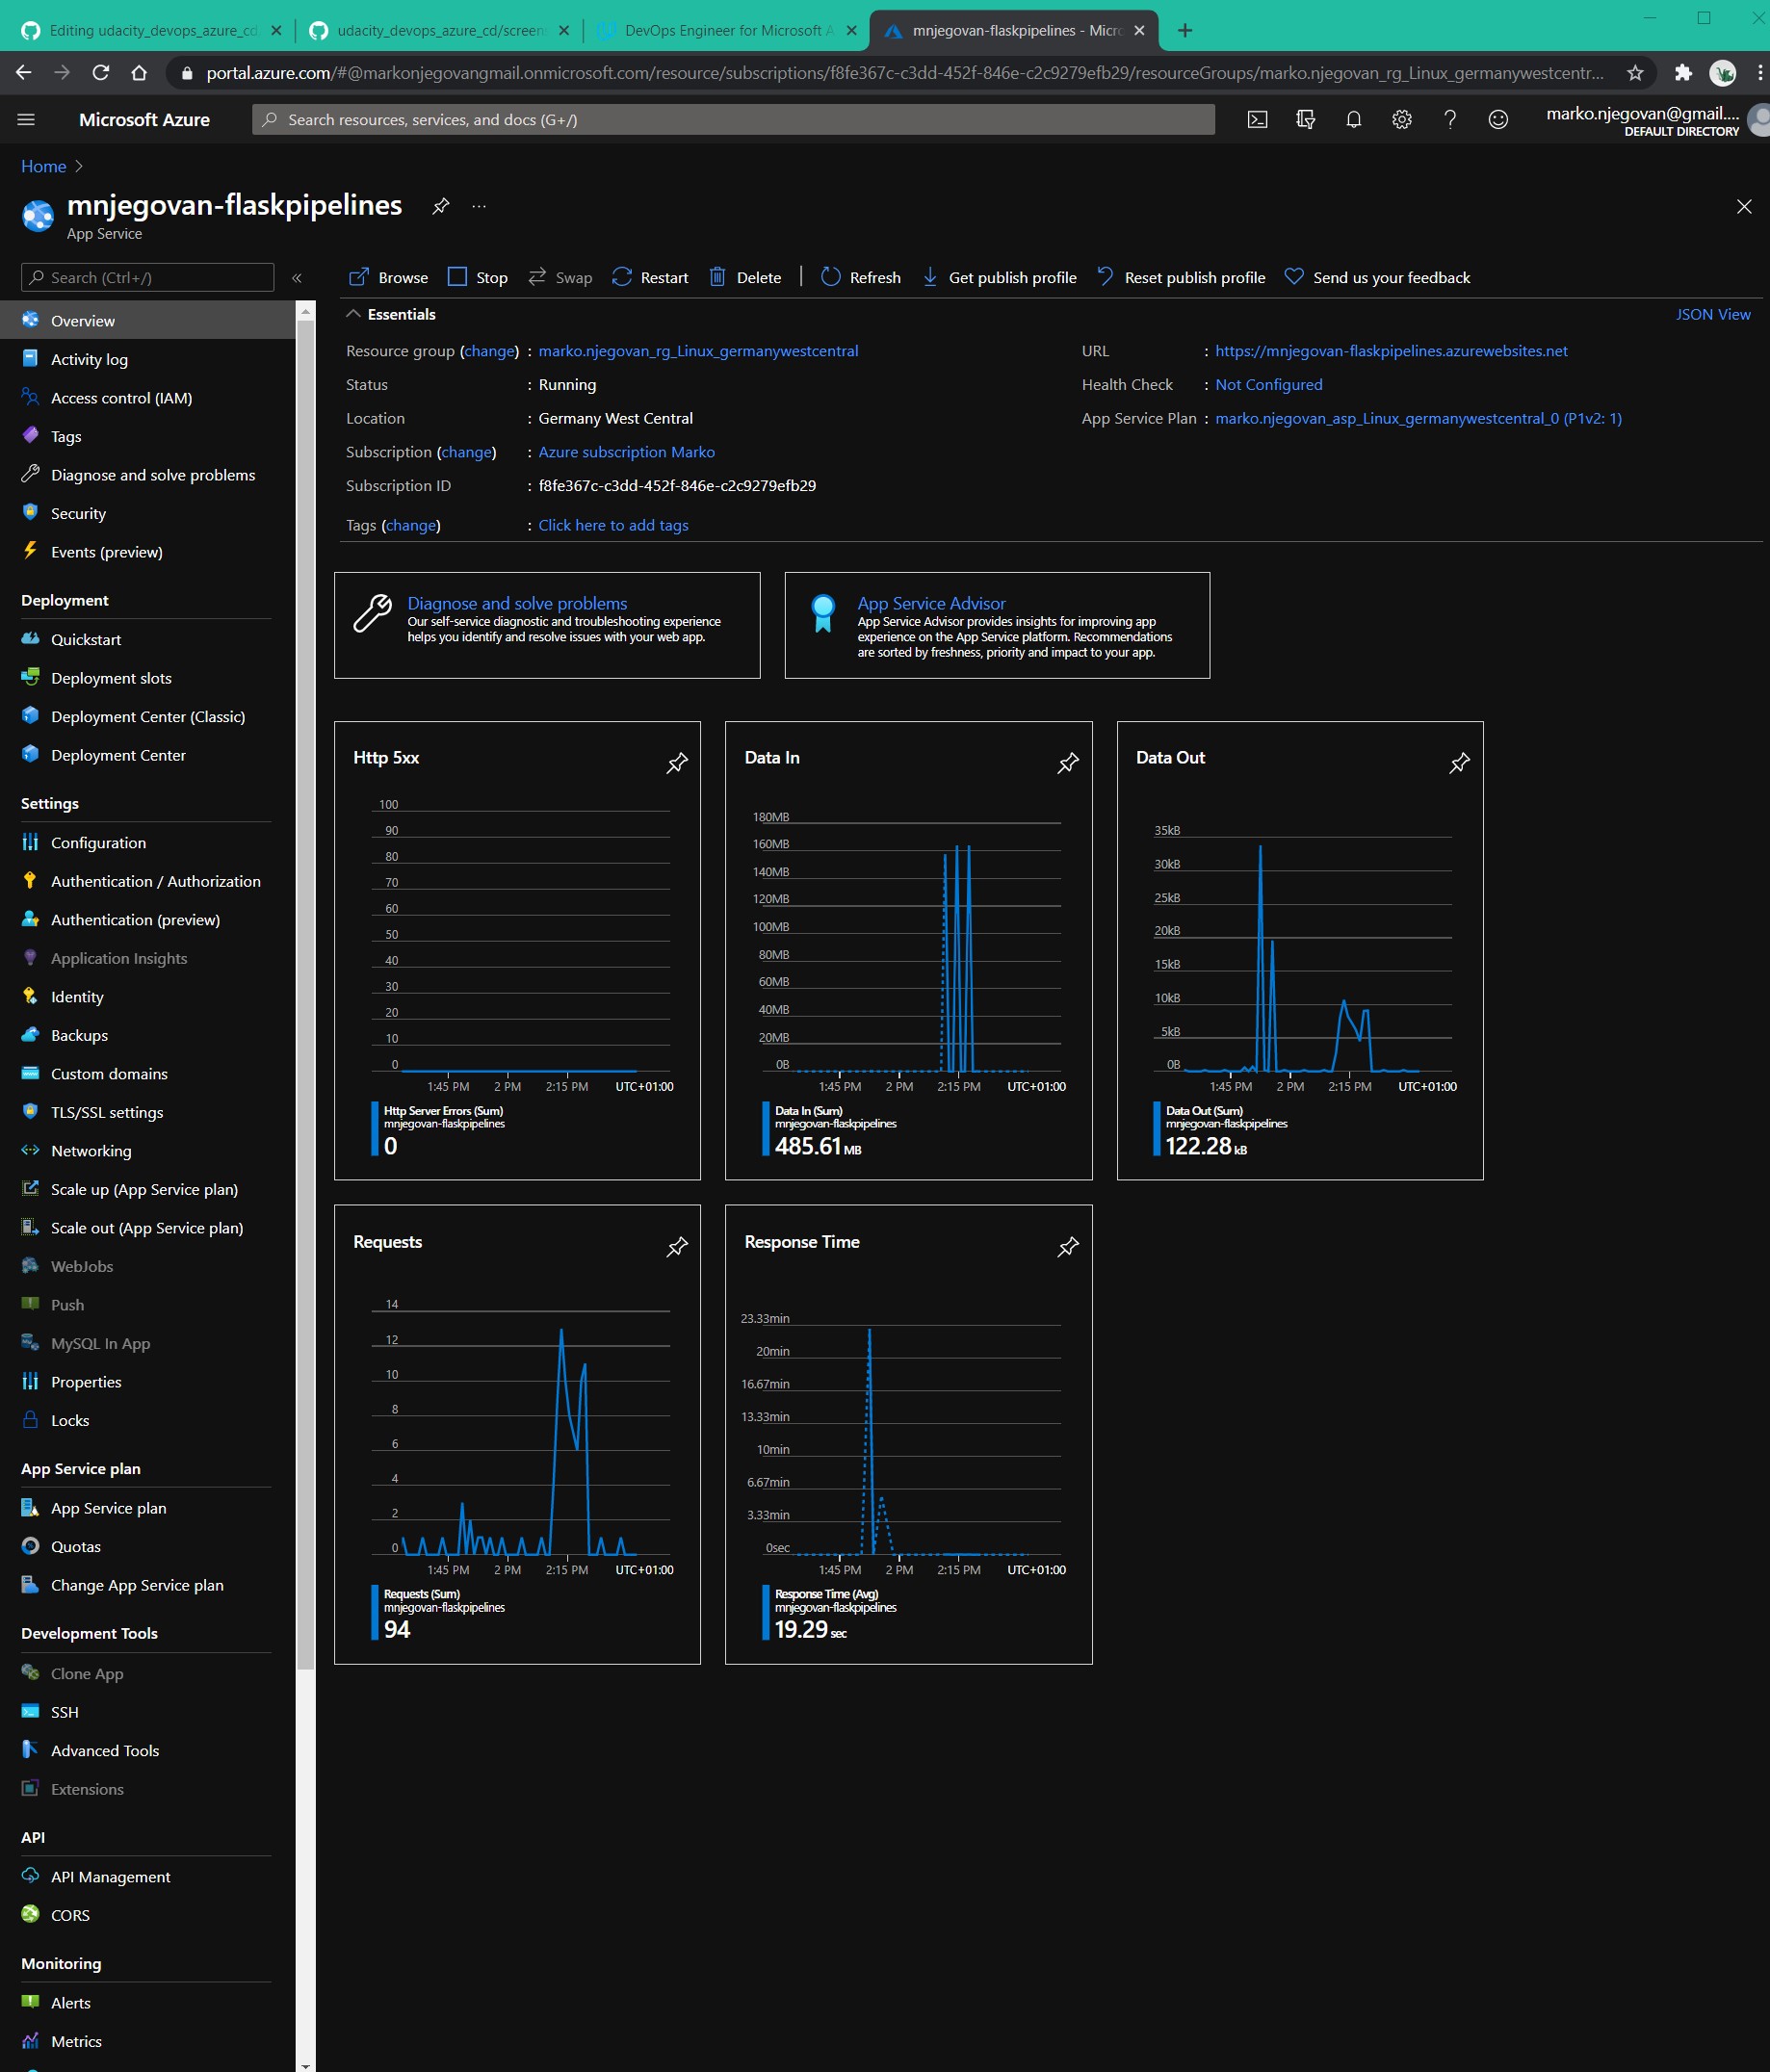 Editing udacity_devops_azure_cd
udacity_devops_azure_cd/screen
DevOps Engineer for Microsoft A
mnjegovan-flaskpipelines - Micro
portal.azure.com/#@markonjegovangmail.onmicrosoft.com/resource/subscriptions/f8fe367c-c3dd-452f-846e-c2c9279efb29/resourceGroups/marko.njegovan_rg_Linux_germanywestcentr...
Microsoft Azure
Search resources, services, and docs (G+/)
marko.njegovan@gmail....
DEFAULT DIRECTORY
Home
mnjegovan-flaskpipelines
...
App Service
Search (Ctrl+/)
«
Browse
Stop
Swap
Restart
Delete
Refresh
Get publish profile
Reset publish profile
Send us your feedback
Essentials
JSON View
Resource group (change) : marko.njegovan_rg_Linux_germanywestcentral
Status : Running
Location : Germany West Central
Subscription (change) : Azure subscription Marko
Subscription ID : f8fe367c-c3dd-452f-846e-c2c9279efb29
Tags (change) : Click here to add tags
URL : https://mnjegovan-flaskpipelines.azurewebsites.net
Health Check : Not Configured
App Service Plan : marko.njegovan_asp_Linux_germanywestcentral_0 (P1v2: 1)
Overview
Activity log
Access control (IAM)
Tags
Diagnose and solve problems
Security
Events (preview)
Deployment
Quickstart
Deployment slots
Deployment Center (Classic)
Deployment Center
Settings
Configuration
Authentication / Authorization
Authentication (preview)
Application Insights
Identity
Backups
Custom domains
TLS/SSL settings
Networking
Scale up (App Service plan)
Scale out (App Service plan)
WebJobs
Push
MySQL In App
Properties
Locks
App Service plan
App Service plan
Quotas
Change App Service plan
Development Tools
Clone App
SSH
Advanced Tools
Extensions
API
API Management
CORS
Monitoring
Alerts
Metrics
Diagnose and solve problems
Our self-service diagnostic and troubleshooting experience
helps you identify and resolve issues with your web app.
App Service Advisor
App Service Advisor provides insights for improving app
experience on the App Service platform. Recommendations
are sorted by freshness, priority and impact to your app.
Http 5xx
100
90
80
70
60
50
40
30
20
10
0
1:45 PM 2 PM 2:15 PM UTC+01:00
Http Server Errors (Sum)
mnjegovan-flaskpipelines
0
Data In
180MB
160MB
140MB
120MB
100MB
80MB
60MB
40MB
20MB
0B
1:45 PM 2 PM 2:15 PM UTC+01:00
Data In (Sum)
mnjegovan-flaskpipelines
485.61 MB
Data Out
35kB
30kB
25kB
20kB
15kB
10kB
5kB
0B
1:45 PM 2 PM 2:15 PM UTC+01:00
Data Out (Sum)
mnjegovan-flaskpipelines
122.28 kB
Requests
14
12
10
8
6
4
2
0
1:45 PM 2 PM 2:15 PM UTC+01:00
Requests (Sum)
mnjegovan-flaskpipelines
94
Response Time
23.33min
20min
16.67min
13.33min
10min
6.67min
3.33min
0sec
1:45 PM 2 PM 2:15 PM UTC+01:00
Response Time (Avg)
mnjegovan-flaskpipelines
19.29 sec